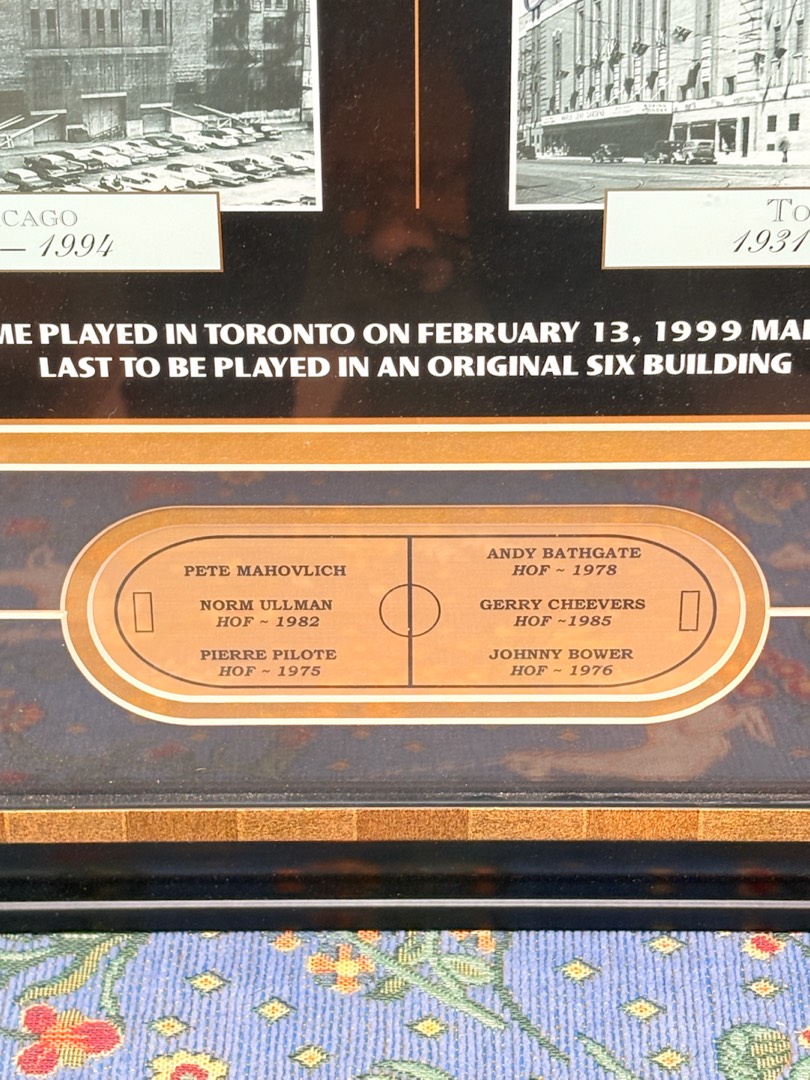 CAGO
— 1994
TO
1931
ME PLAYED IN TORONTO ON FEBRUARY 13, 1999 MA
LAST TO BE PLAYED IN AN ORIGINAL SIX BUILDING
PETE MAHOVLICH
NORM ULLMAN
HOF ~ 1982
PIERRE PILOTE
HOF ~ 1975
ANDY BATHGATE
HOF ~ 1978
GERRY CHEEVERS
HOF ~1985
JOHNNY BOWER
HOF ~ 1976